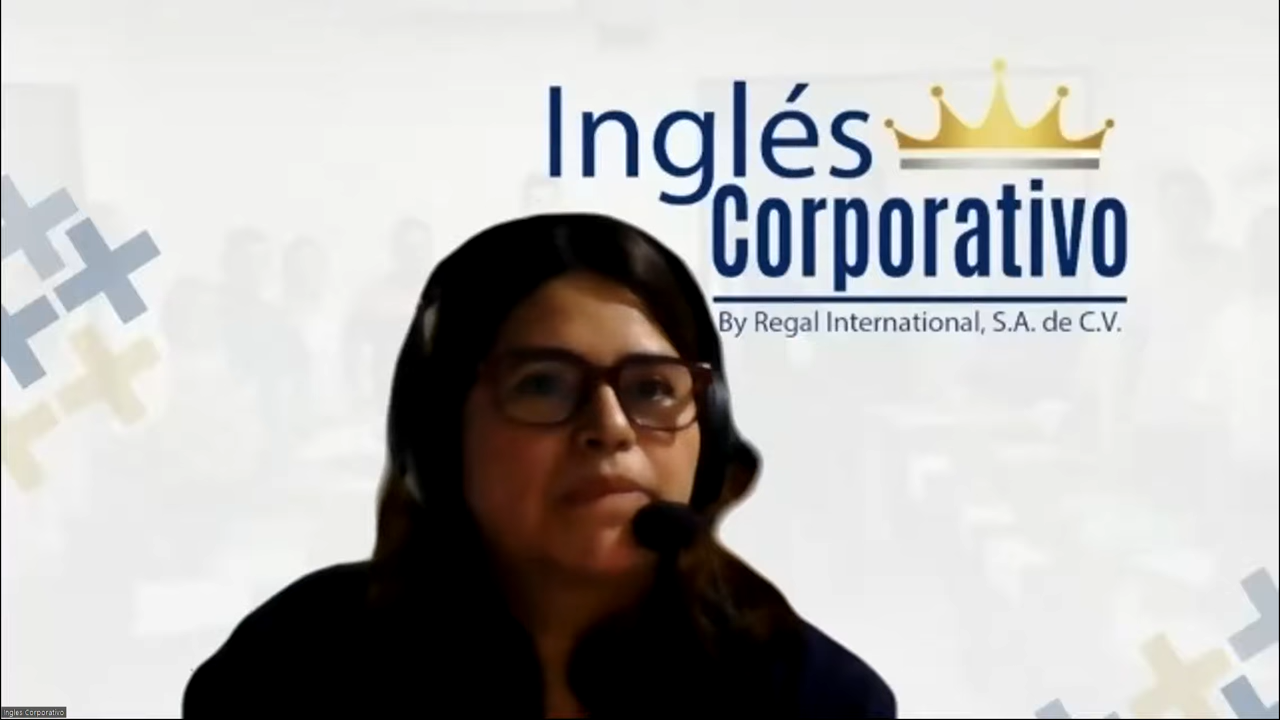 Inglés
Corporativo
By Regal International, S.A. de C.V.
Ingles Corporativo